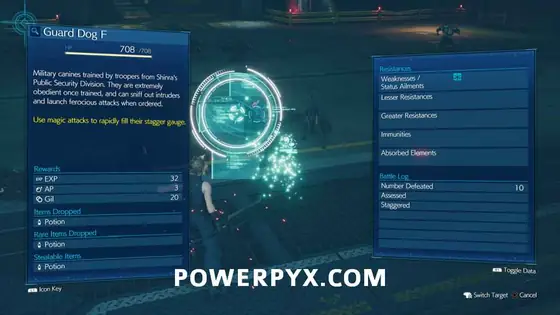 Guard Dog F
HP 708/708
Military canines trained by troopers from Shinra's
Public Security Division. They are extremely
obedient once trained, and can sniff out intruders
and launch ferocious attacks when ordered.
Use magic attacks to rapidly fill their stagger gauge.
Rewards
EXP 32
AP 3
Gil 20
Items Dropped
Potion
Rare Items Dropped
Potion
Stealable Items
Potion
Icon Key
Resistances
Weaknesses /
Status Ailments
Lesser Resistances
Greater Resistances
Immunities
Absorbed Elements
Battle Log
Number Defeated 10
Assessed
Staggered
Toggle Data
Switch Target
Cancel
POWERPYX.COM